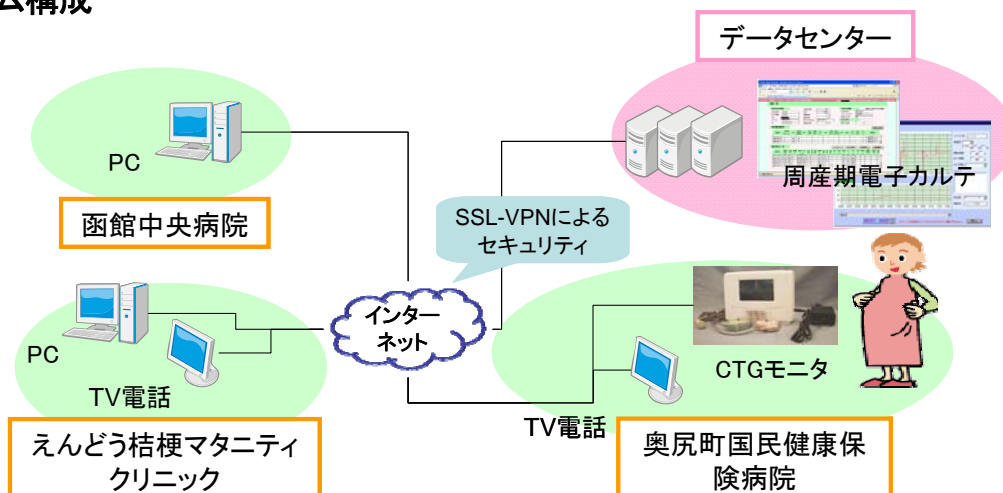 ム構成
データセンター
PC
周産期電子カルテ
函館中央病院
SSL-VPNによる
セキュリティ
インター
ネット
PC
CTGモニタ
TV電話
TV電話
えんどう桔梗マタニティ
クリニック
奥尻町国民健康保
険病院